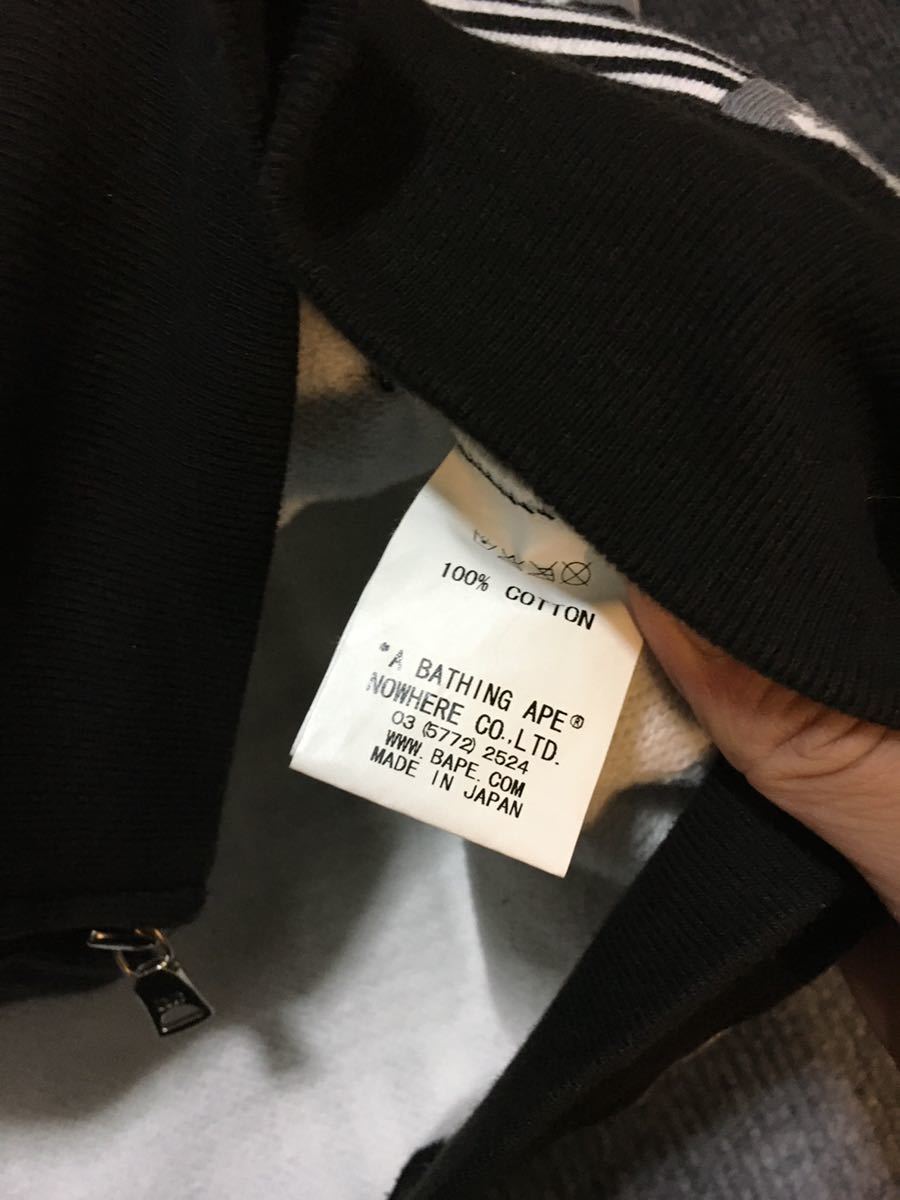 100% COTTON
"A BATHING APE®
NOWHERE CO.,LTD.
03 (5772) 2524
WWW. BAPE. COM
MADE IN JAPAN